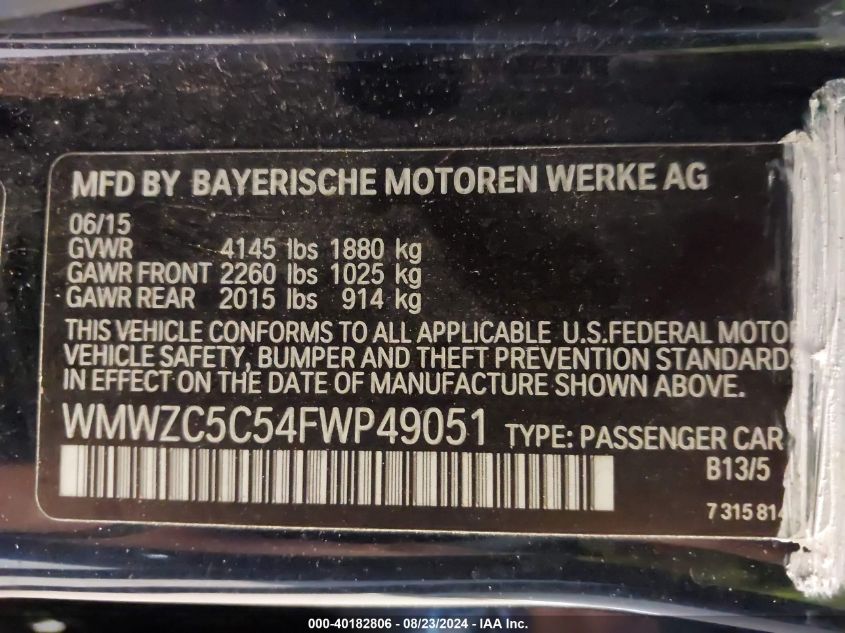 MFD BY BAYERISCHE MOTOREN WERKE AG
06/15
GVWR 4145 lbs 1880 kg
GAWR FRONT 2260 lbs 1025 kg
GAWR REAR 2015 lbs 914 kg
THIS VEHICLE CONFORMS TO ALL APPLICABLE U.S.FEDERAL MOTO
VEHICLE SAFETY, BUMPER AND THEFT PREVENTION STANDARDS
IN EFFECT ON THE DATE OF MANUFACTURE SHOWN ABOVE.
WMWZC5C54FWP49051 TYPE: PASSENGER CAR
B13/5
7 315 814
000-40182806 - 08/23/2024 - IAA Inc.